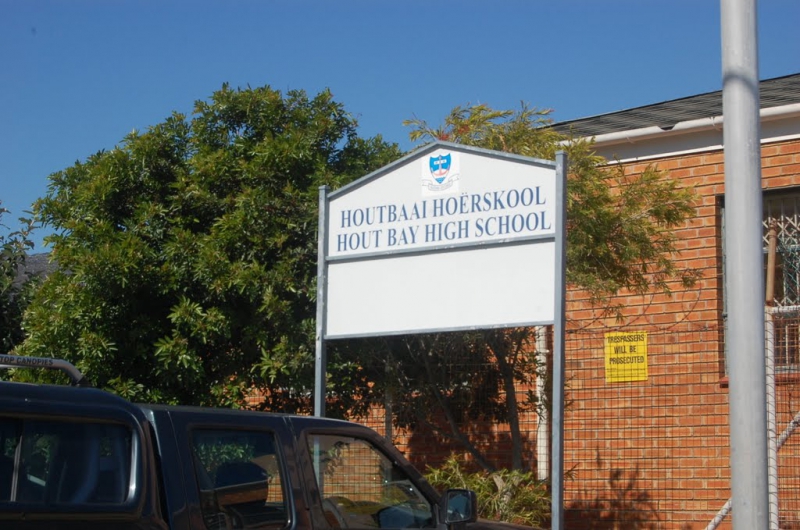 HOUTBAAI HOËRSKOOL
HOUT BAY HIGH SCHOOL
TRESPASSERS
WILL BE
PROSECUTED